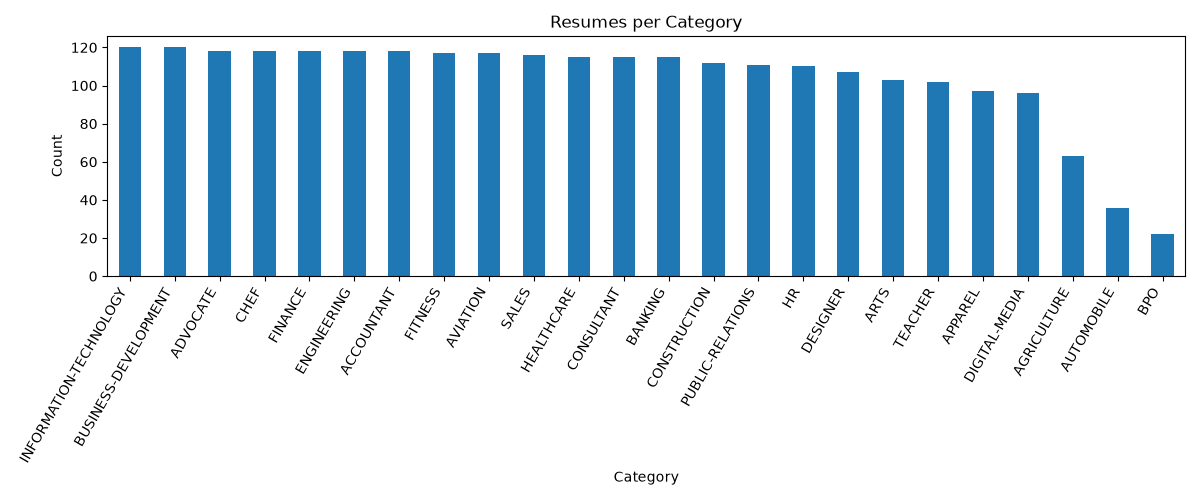 Resumes per Category
120
100
80
60
40
20
0
Count
INFORMATION-TECHNOLOGY
BUSINESS-DEVELOPMENT
ADVOCATE
CHEF
FINANCE
ENGINEERING
ACCOUNTANT
FITNESS
AVIATION
SALES
HEALTHCARE
CONSULTANT
BANKING
CONSTRUCTION
PUBLIC-RELATIONS
HR
DESIGNER
ARTS
TEACHER
APPAREL
DIGITAL-MEDIA
AGRICULTURE
AUTOMOBILE
BPO
Category